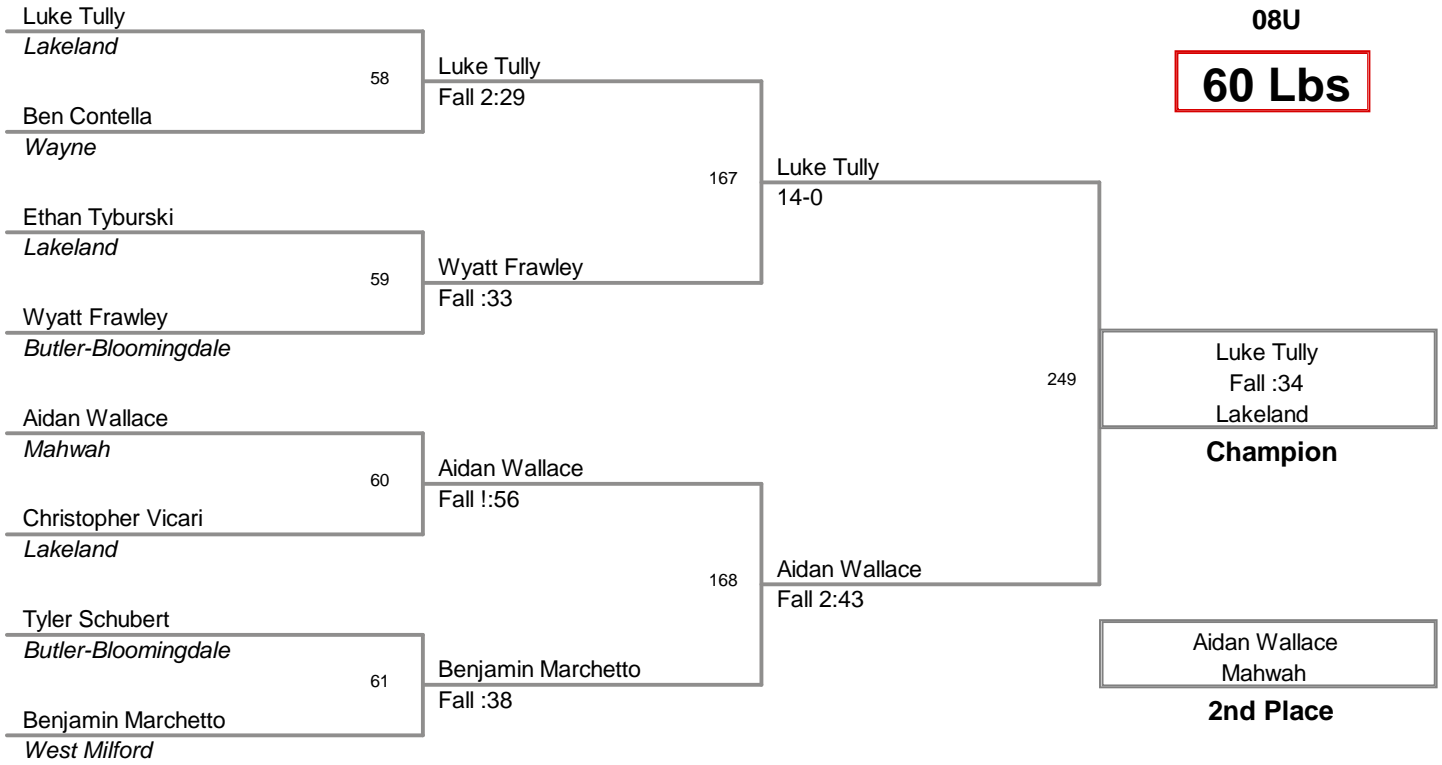 08U
60 Lbs
Luke Tully
Lakeland
58
Ben Contella
Wayne
Luke Tully
Fall 2:29
Ethan Tyburski
Lakeland
59
Wyatt Frawley
Butler-Bloomingdale
Wyatt Frawley
Fall :33
167
Luke Tully
14-0
Aidan Wallace
Mahwah
60
Christopher Vicari
Lakeland
Aidan Wallace
Fall !:56
Tyler Schubert
Butler-Bloomingdale
61
Benjamin Marchetto
West Milford
Benjamin Marchetto
Fall :38
168
Aidan Wallace
Fall 2:43
249
Luke Tully
Fall :34
Lakeland
Champion
Aidan Wallace
Mahwah
2nd Place